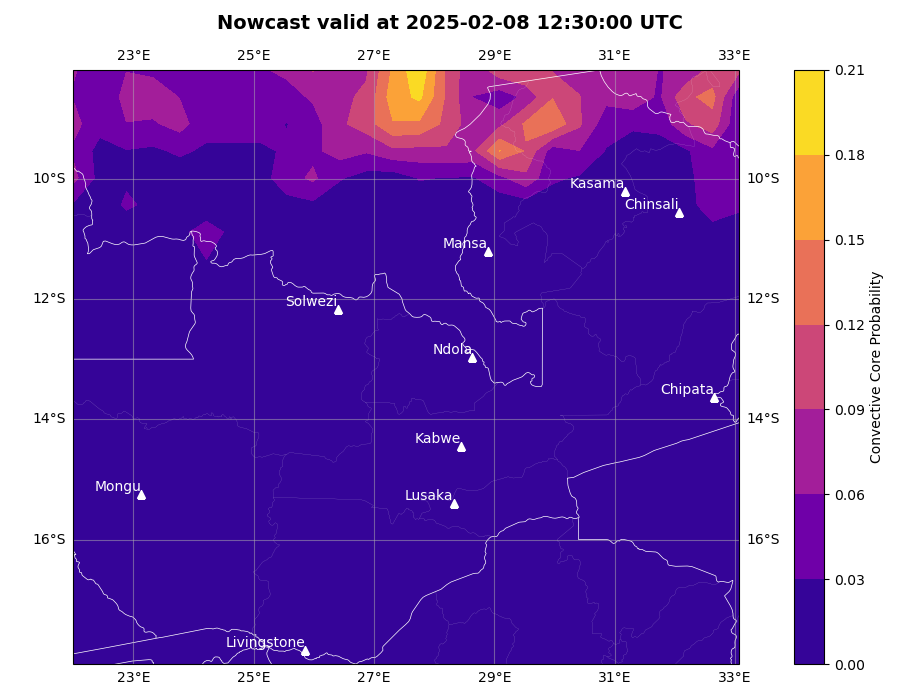 Nowcast valid at 2025-02-08 12:30:00 UTC
23°E 25°E 27°E 29°E 31°E 33°E
0.21
0.18
10°S Kasama 10°S
Chinsali
0.15
Mansa
12°S Solwezi 12°S
0.12
Ndola
Chipata
0.09
14°S 14°S
Kabwe
Mongu Lusaka
0.06
16°S 16°S
0.03
Livingstone
0.00
23°E 25°E 27°E 29°E 31°E 33°E
Convective Core Probability